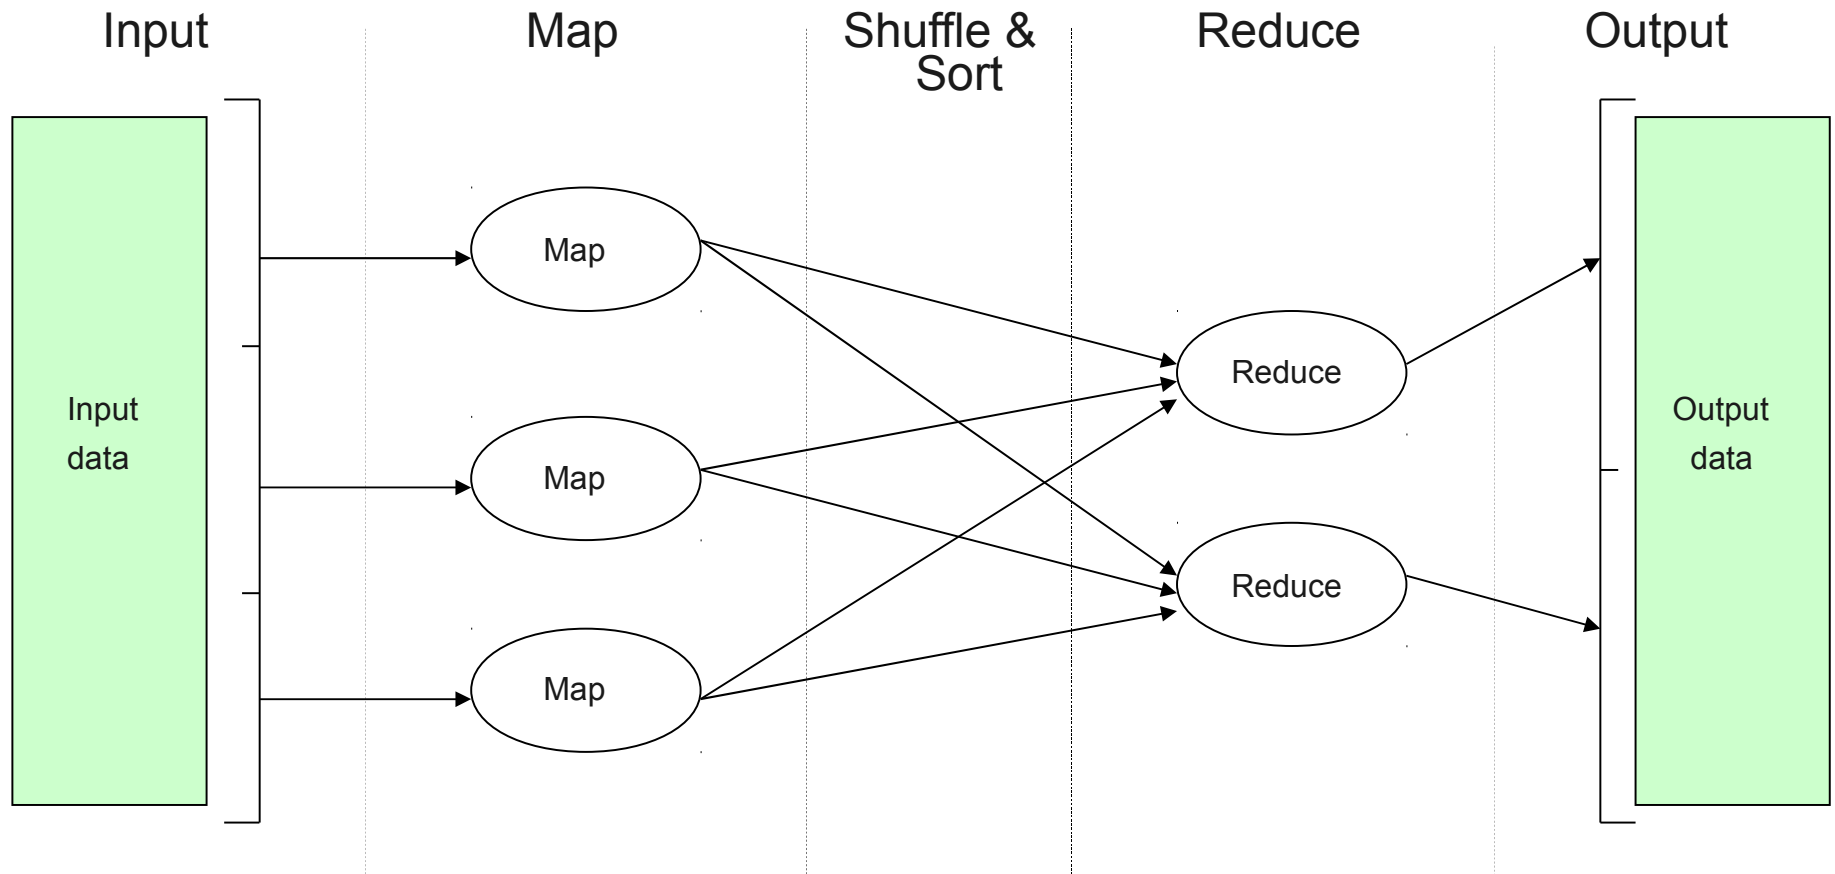 Input
Map
Shuffle &
Sort
Reduce
Output
Input
data
Map
Map
Map
Reduce
Reduce
Output
data